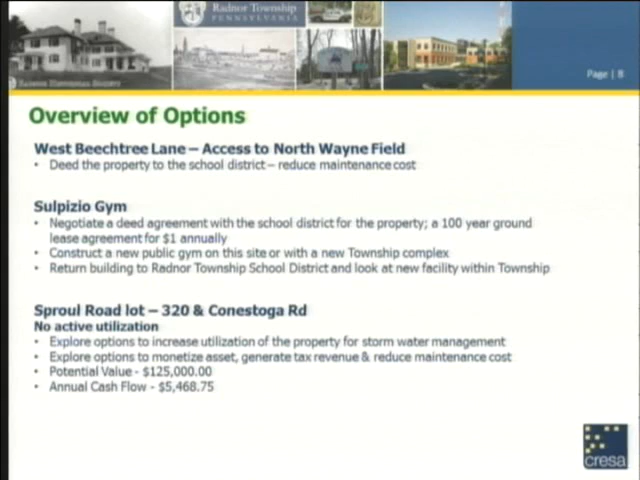 Radnor Township
PENNSYLVANIA
Radnor Historical Society
Page | 8
Overview of Options
West Beechtree Lane – Access to North Wayne Field
• Deed the property to the school district – reduce maintenance cost
Sulpizio Gym
• Negotiate a deed agreement with the school district for the property; a 100 year ground
lease agreement for $1 annually
• Construct a new public gym on this site or with a new Township complex
• Return building to Radnor Township School District and look at new facility within Township
Sproul Road lot – 320 & Conestoga Rd
No active utilization
• Explore options to increase utilization of the property for storm water management
• Explore options to monetize asset, generate tax revenue & reduce maintenance cost
• Potential Value - $125,000.00
• Annual Cash Flow - $5,468.75
cresa